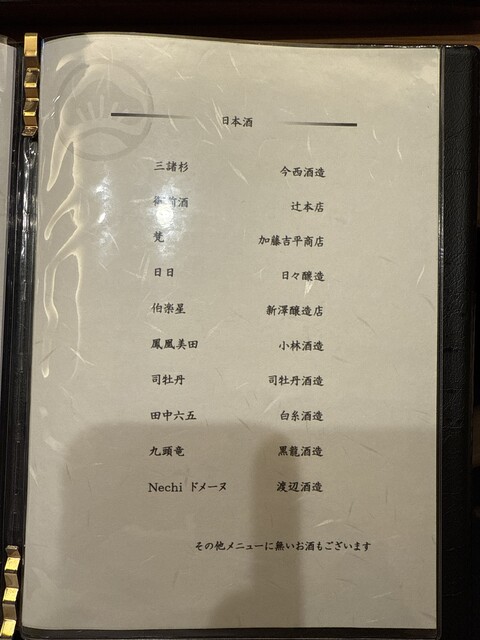 日本酒
三諸杉 今西酒造
御前酒 辻本店
梵 加藤吉平商店
日日 日々醸造
伯楽星 新澤醸造店
鳳凰美田 小林酒造
司牡丹 司牡丹酒造
田中六五 白糸酒造
九頭竜 黒龍酒造
Nechi ドメーヌ 渡辺酒造
その他メニューに無いお酒もございます